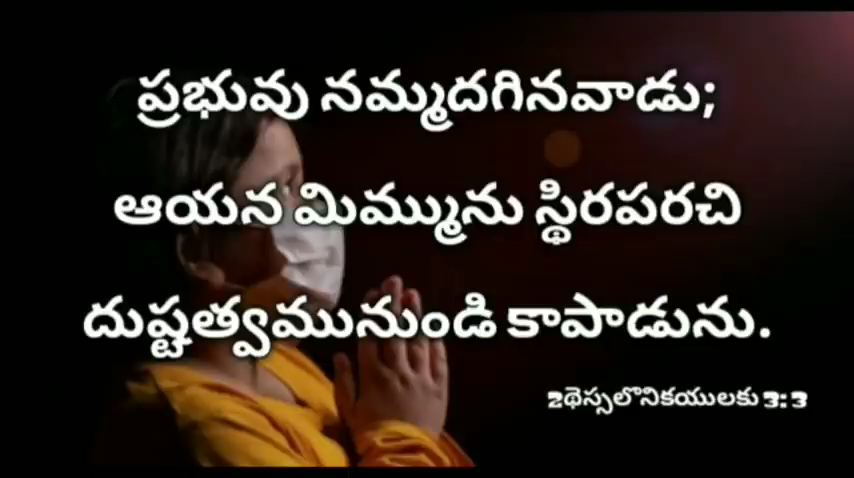 ప్రభువు నమ్మదగినవాడు;
ఆయన మిమ్మును స్థిరపరచి
దుష్టత్వమునుండి కాపాడును.
2థెస్సలొనికయులకు 3:3